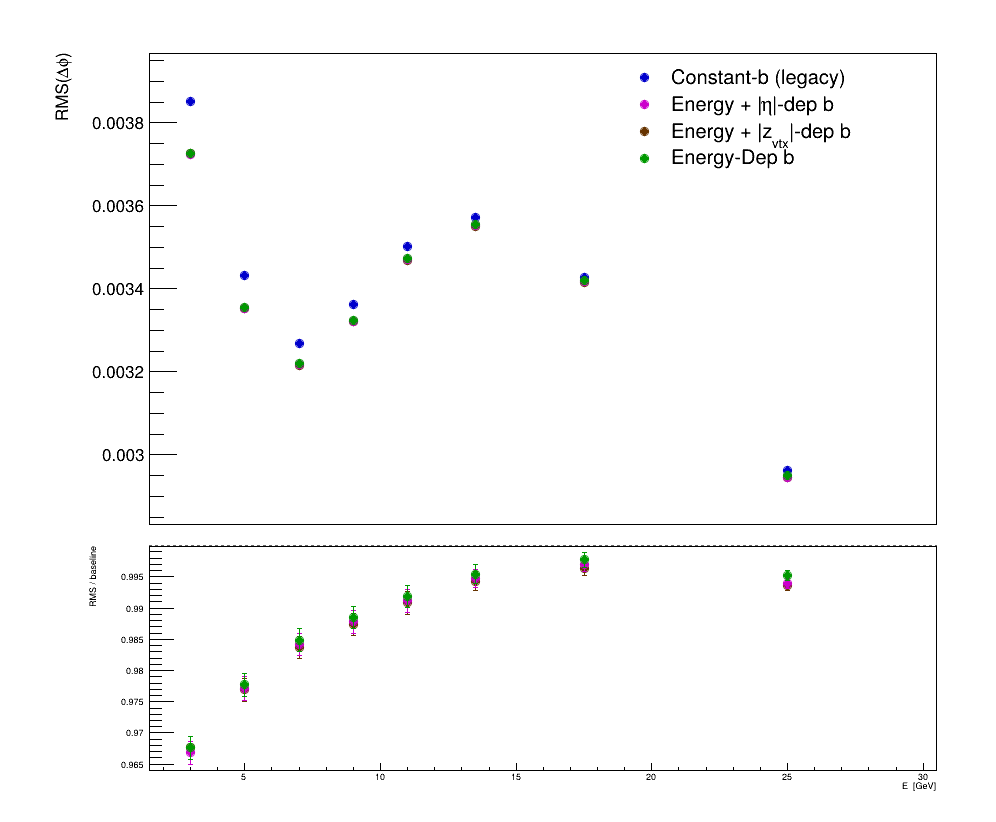 RMS(Δφ)
Constant-b (legacy)
Energy + |η|-dep b
Energy + |z_vtx|-dep b
Energy-Dep b
0.0038
0.0036
0.0034
0.0032
0.003
RMS / baseline
0.995
0.99
0.985
0.98
0.975
0.97
0.965
5 10 15 20 25 30
E [GeV]